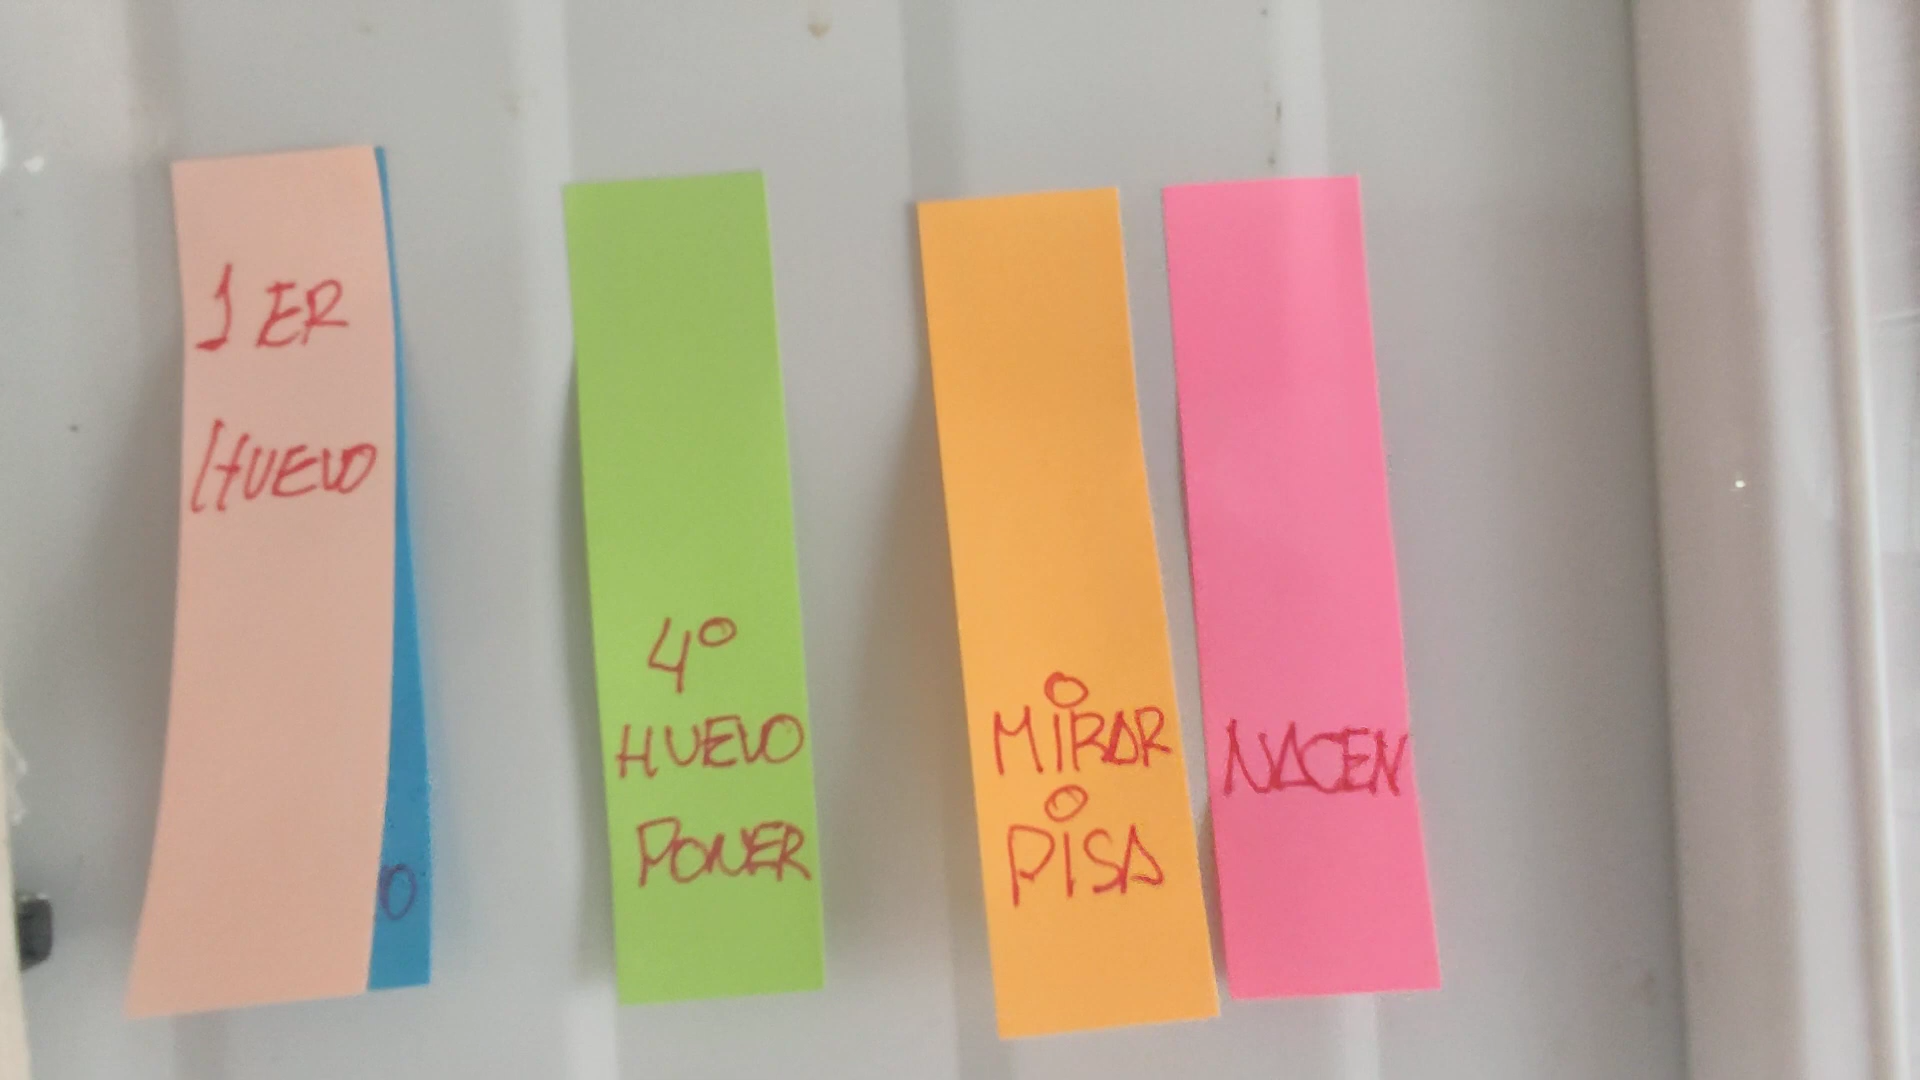 1 ER
HUEVO
O
4º
HUEVO
PONER
MIRAR
PISA
NACEN